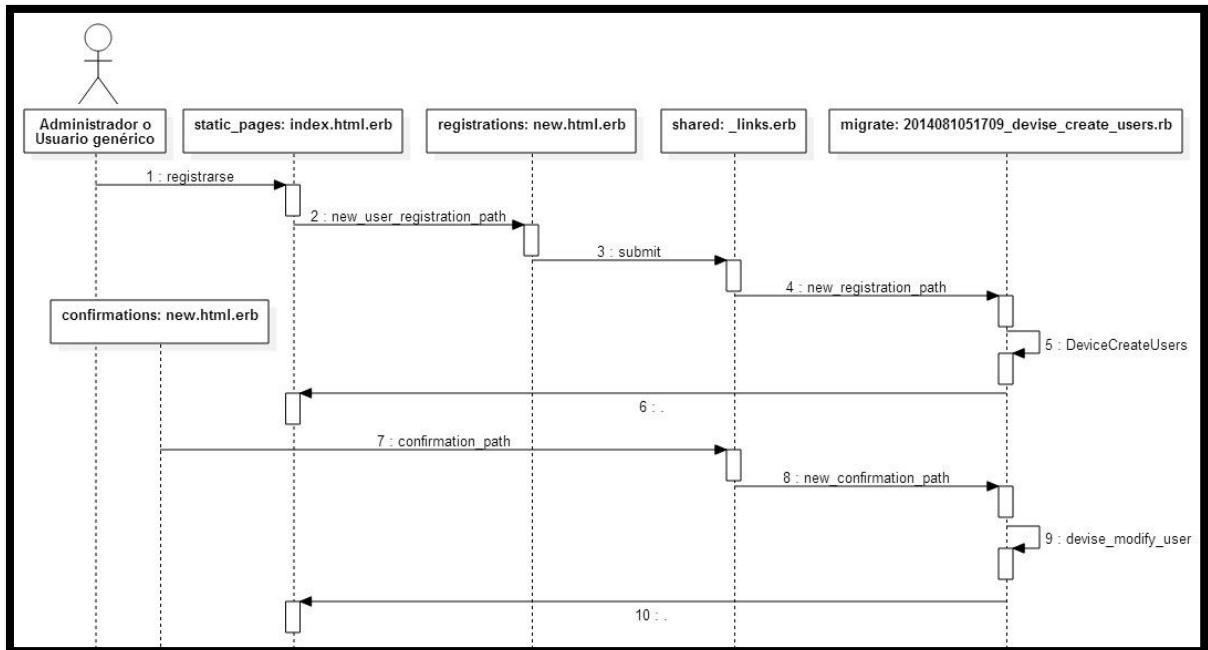 Administrador o
Usuario genérico
static_pages: index.html.erb
registrations: new.html.erb
shared: _links.erb
migrate: 2014081051709_devise_create_users.rb
1 : registrarse
2 : new_user_registration_path
3 : submit
4 : new_registration_path
confirmations: new.html.erb
5 : DeviceCreateUsers
6 : .
7 : confirmation_path
8 : new_confirmation_path
9 : devise_modify_user
10 : .